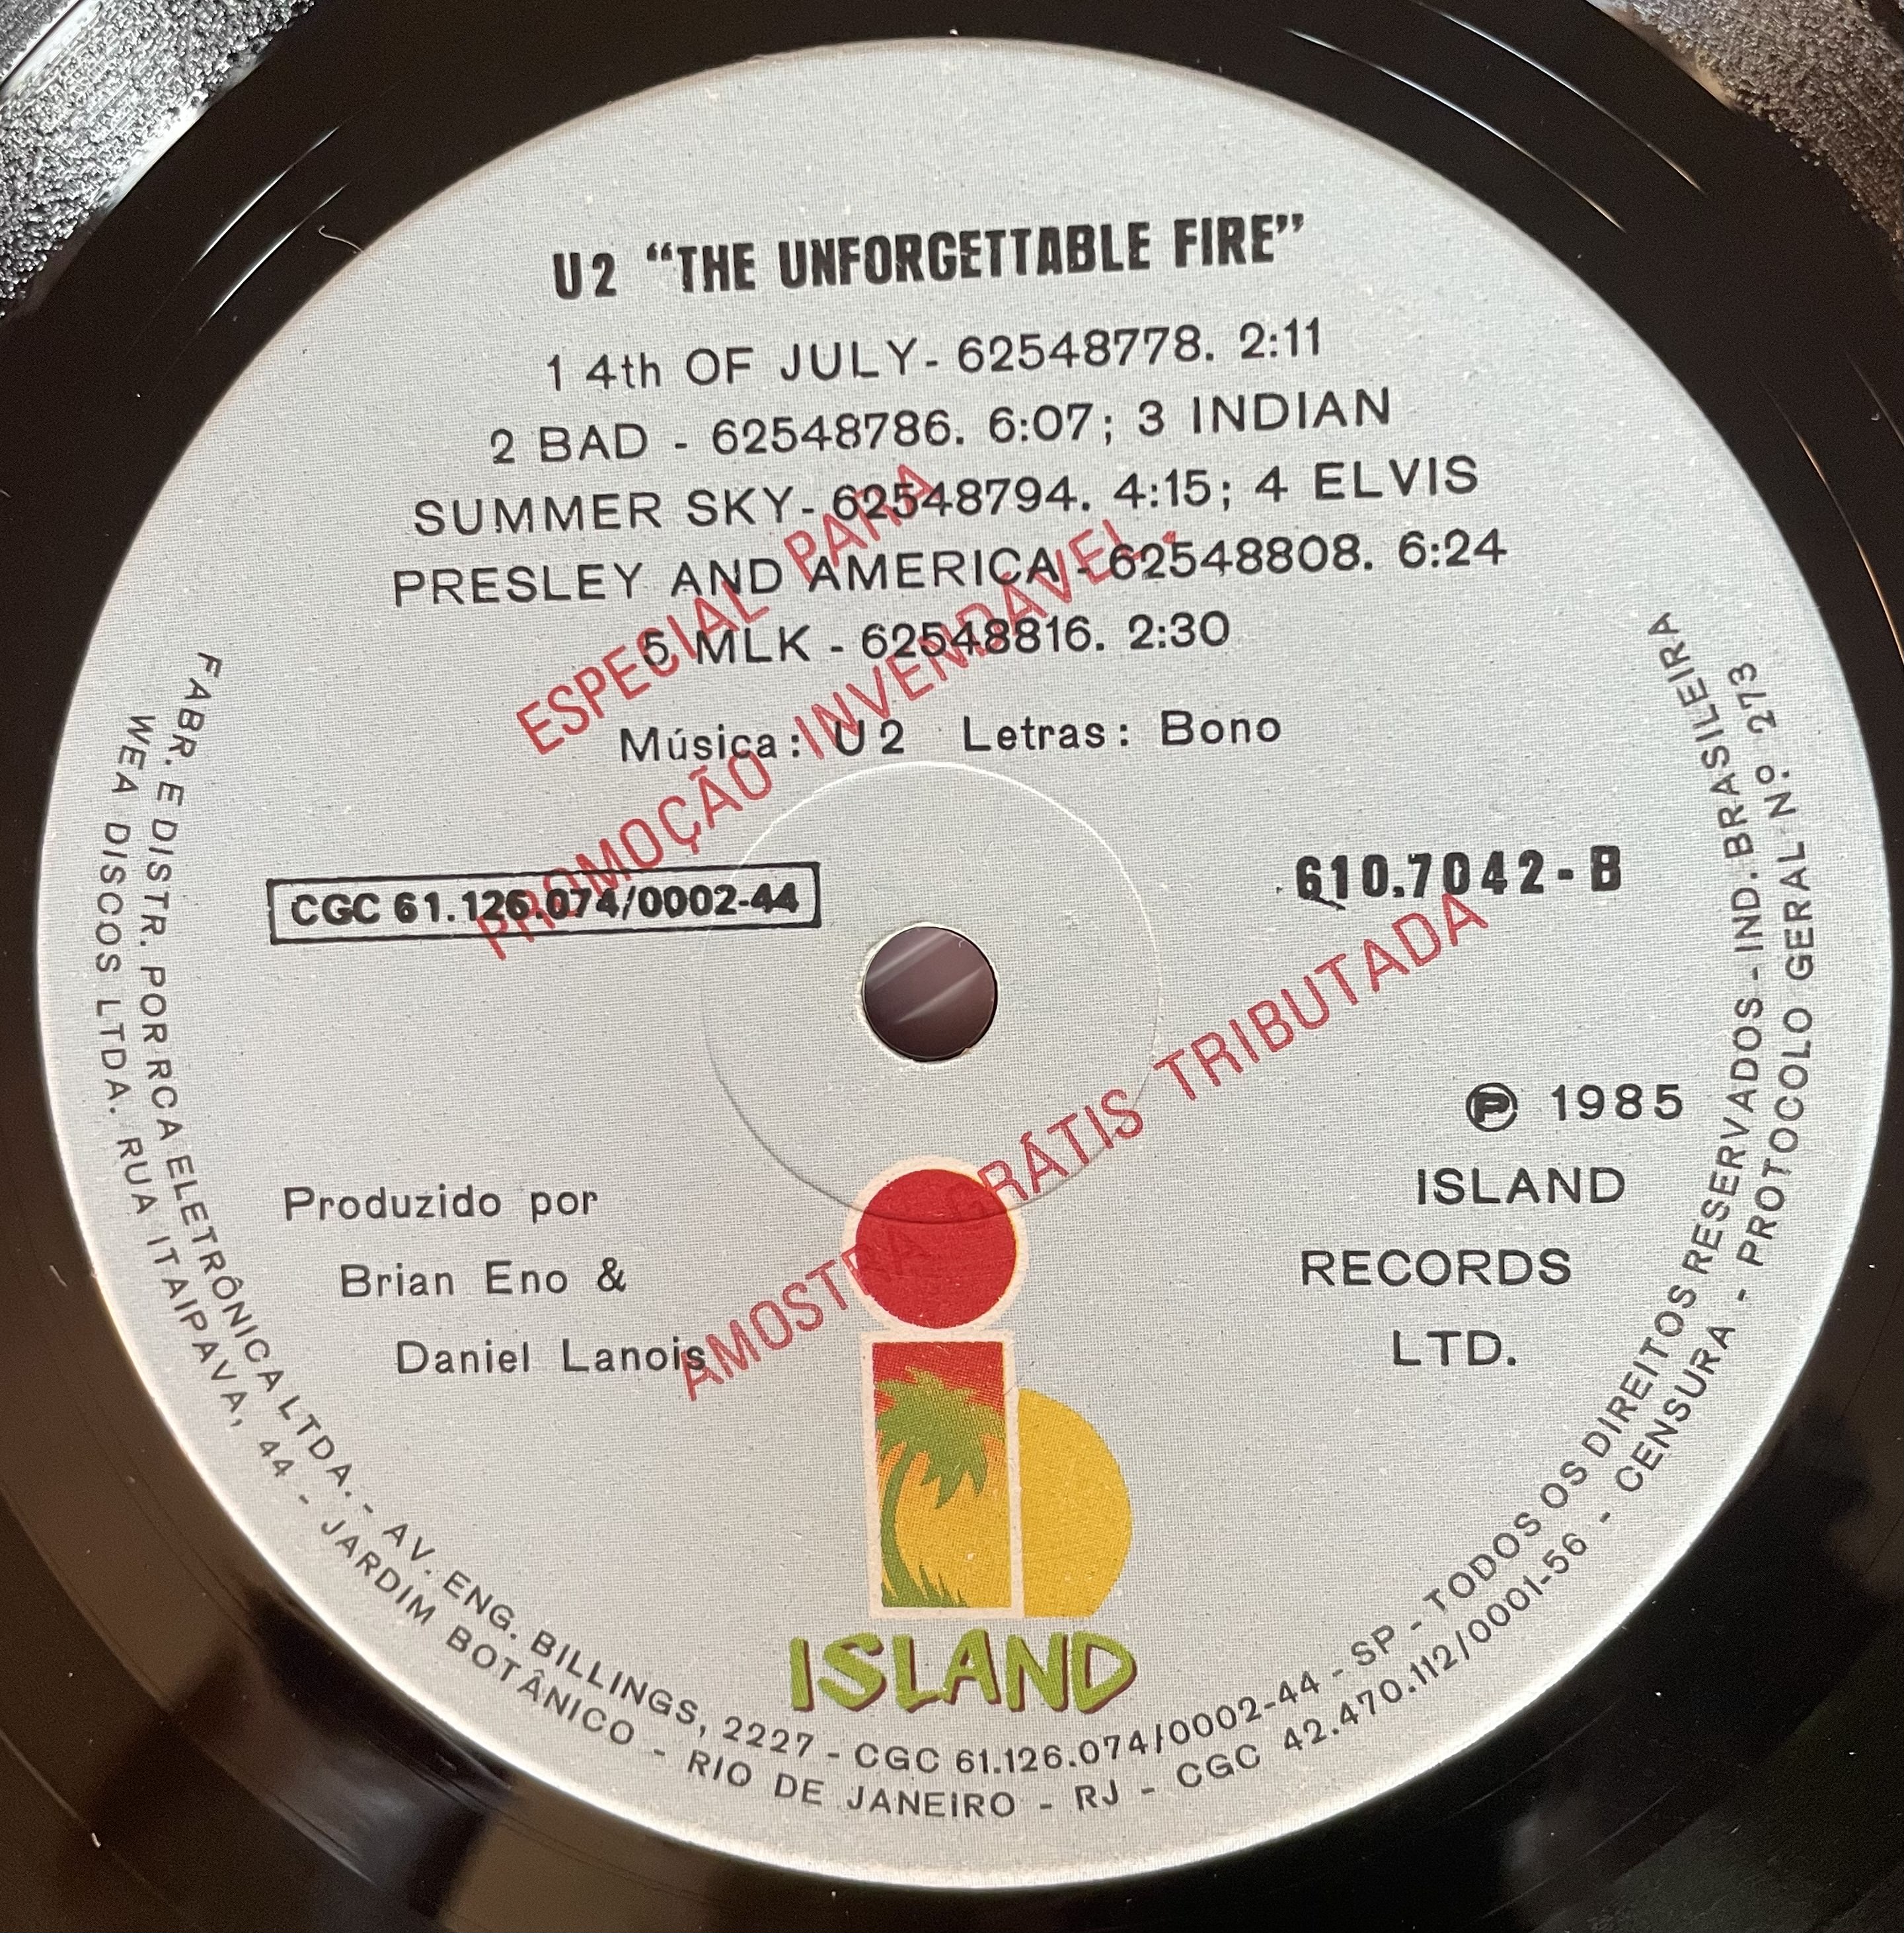 U2 “THE UNFORGETTABLE FIRE”
1 4th OF JULY- 62548778. 2:11
2 BAD - 62548786. 6:07; 3 INDIAN
SUMMER SKY- 62548794. 4:15; 4 ELVIS
PRESLEY AND AMERICA - 62548808. 6:24
5 MLK - 62548816. 2:30
Música: U2 Letras: Bono
ESPECIAL PARA
PROMOÇÃO INVENDÁVEL.
CGC 61.126.074/0002-44
610.7042-B
AMOSTRA GRÁTIS TRIBUTADA
Produzido por
Brian Eno &
Daniel Lanois
℗ 1985
ISLAND
RECORDS
LTD.
ISLAND
FABR. E DISTR. POR RCA ELETRÔNICA LTDA. - AV. ENG. BILLINGS, 2227 - CGC 61.126.074/0002-44 - SP - TODOS OS DIREITOS RESERVADOS - IND. BRASILEIRA
WEA DISCOS LTDA. RUA ITAIPAVA, 44 - JARDIM BOTÂNICO - RIO DE JANEIRO - RJ - CGC 42.470.112/0001-56 - CENSURA - PROTOCOLO GERAL Nº 273